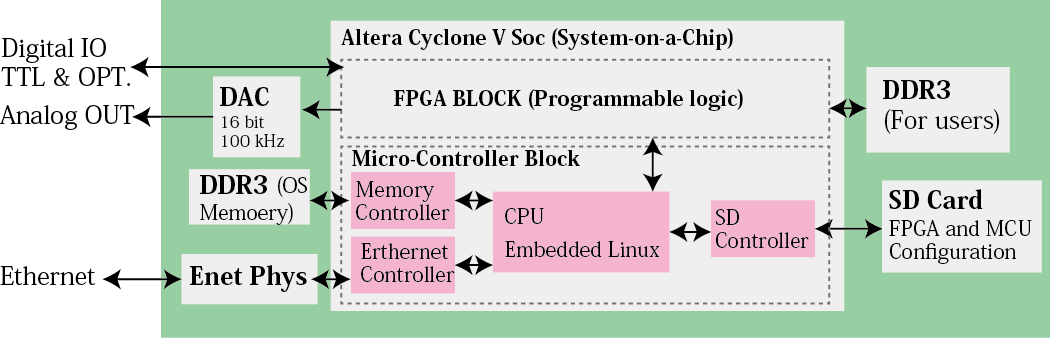 Altera Cyclone V Soc (System-on-a-Chip)
Digital IO
TTL & OPT.
Analog OUT
DAC
16 bit
100 kHz
FPGA BLOCK (Programmable logic)
DDR3
(For users)
Micro-Controller Block
DDR3 (OS
Memoery)
Memory
Controller
CPU
Embedded Linux
SD
Controller
SD Card
FPGA and MCU
Configuration
Ethernet
Enet Phys
Erthernet
Controller